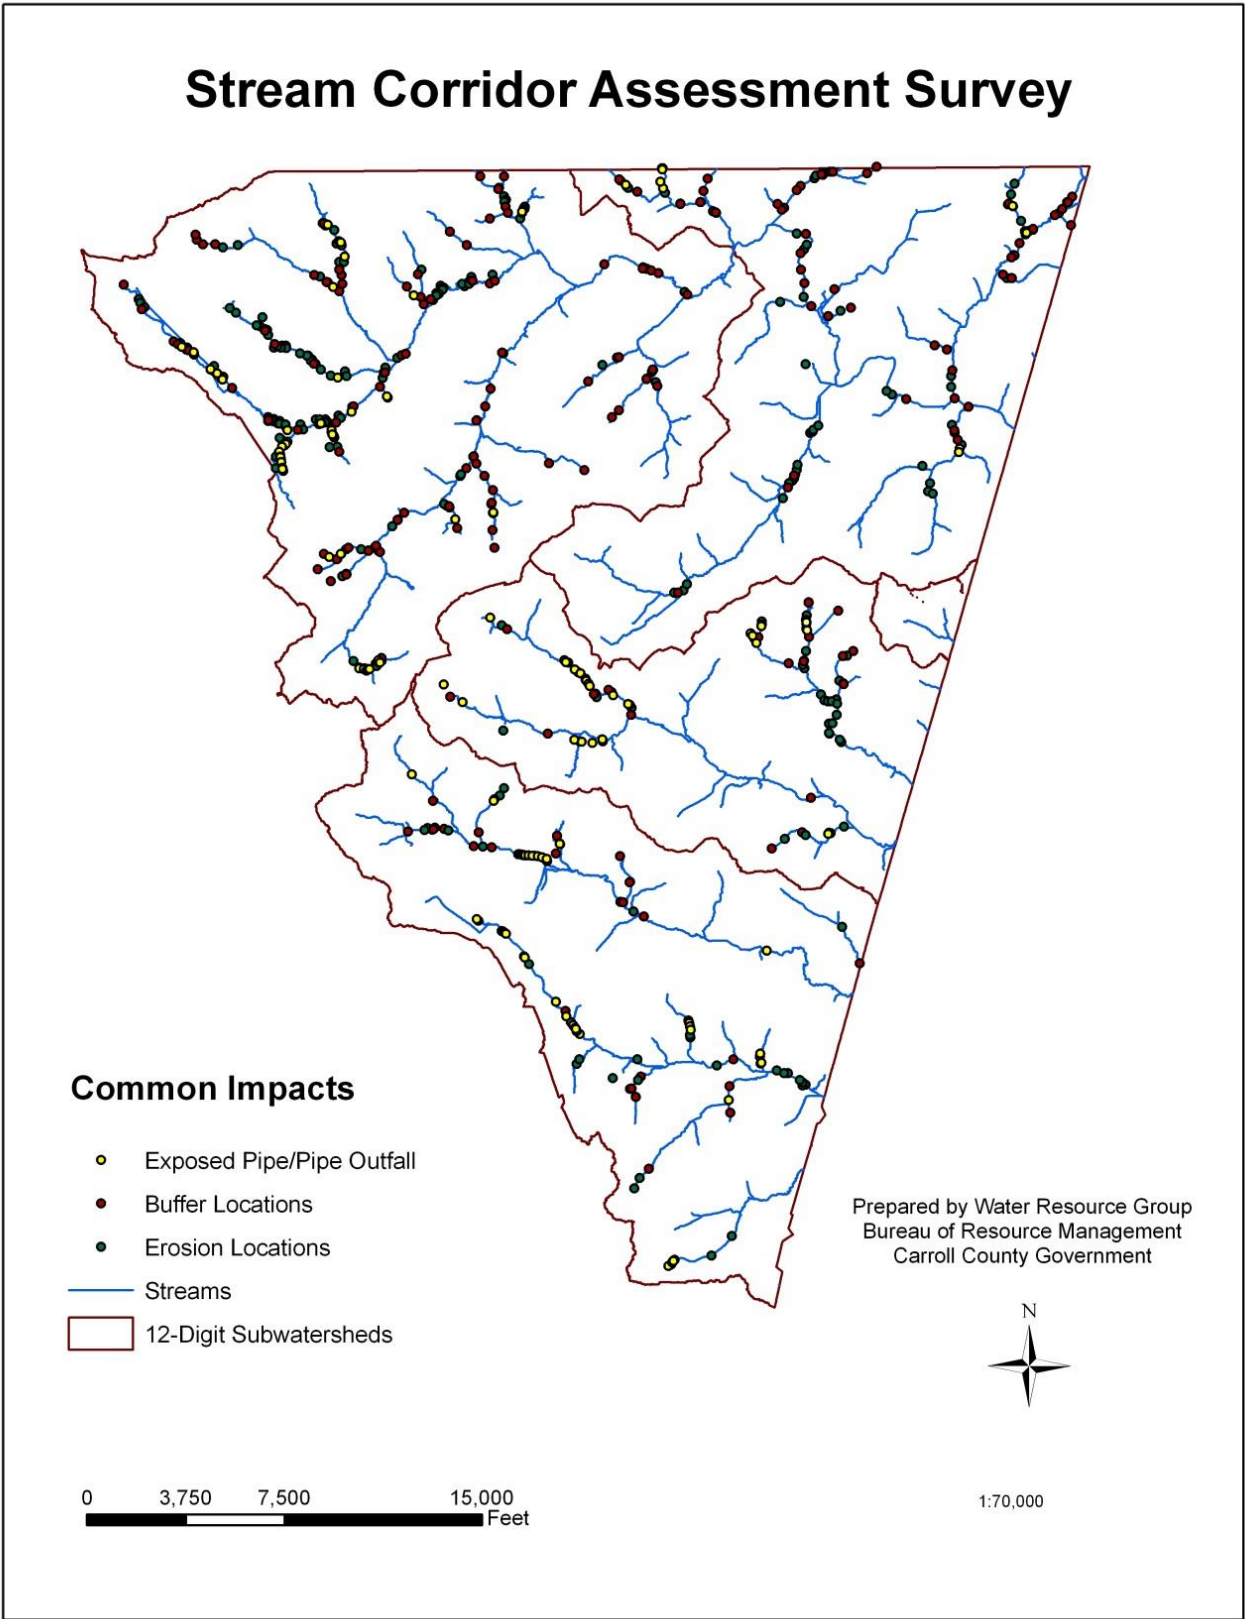 Stream Corridor Assessment Survey
Common Impacts
Exposed Pipe/Pipe Outfall
Buffer Locations
Erosion Locations
Streams
12-Digit Subwatersheds
Prepared by Water Resource Group
Bureau of Resource Management
Carroll County Government
N
0 3,750 7,500 15,000
Feet
1:70,000